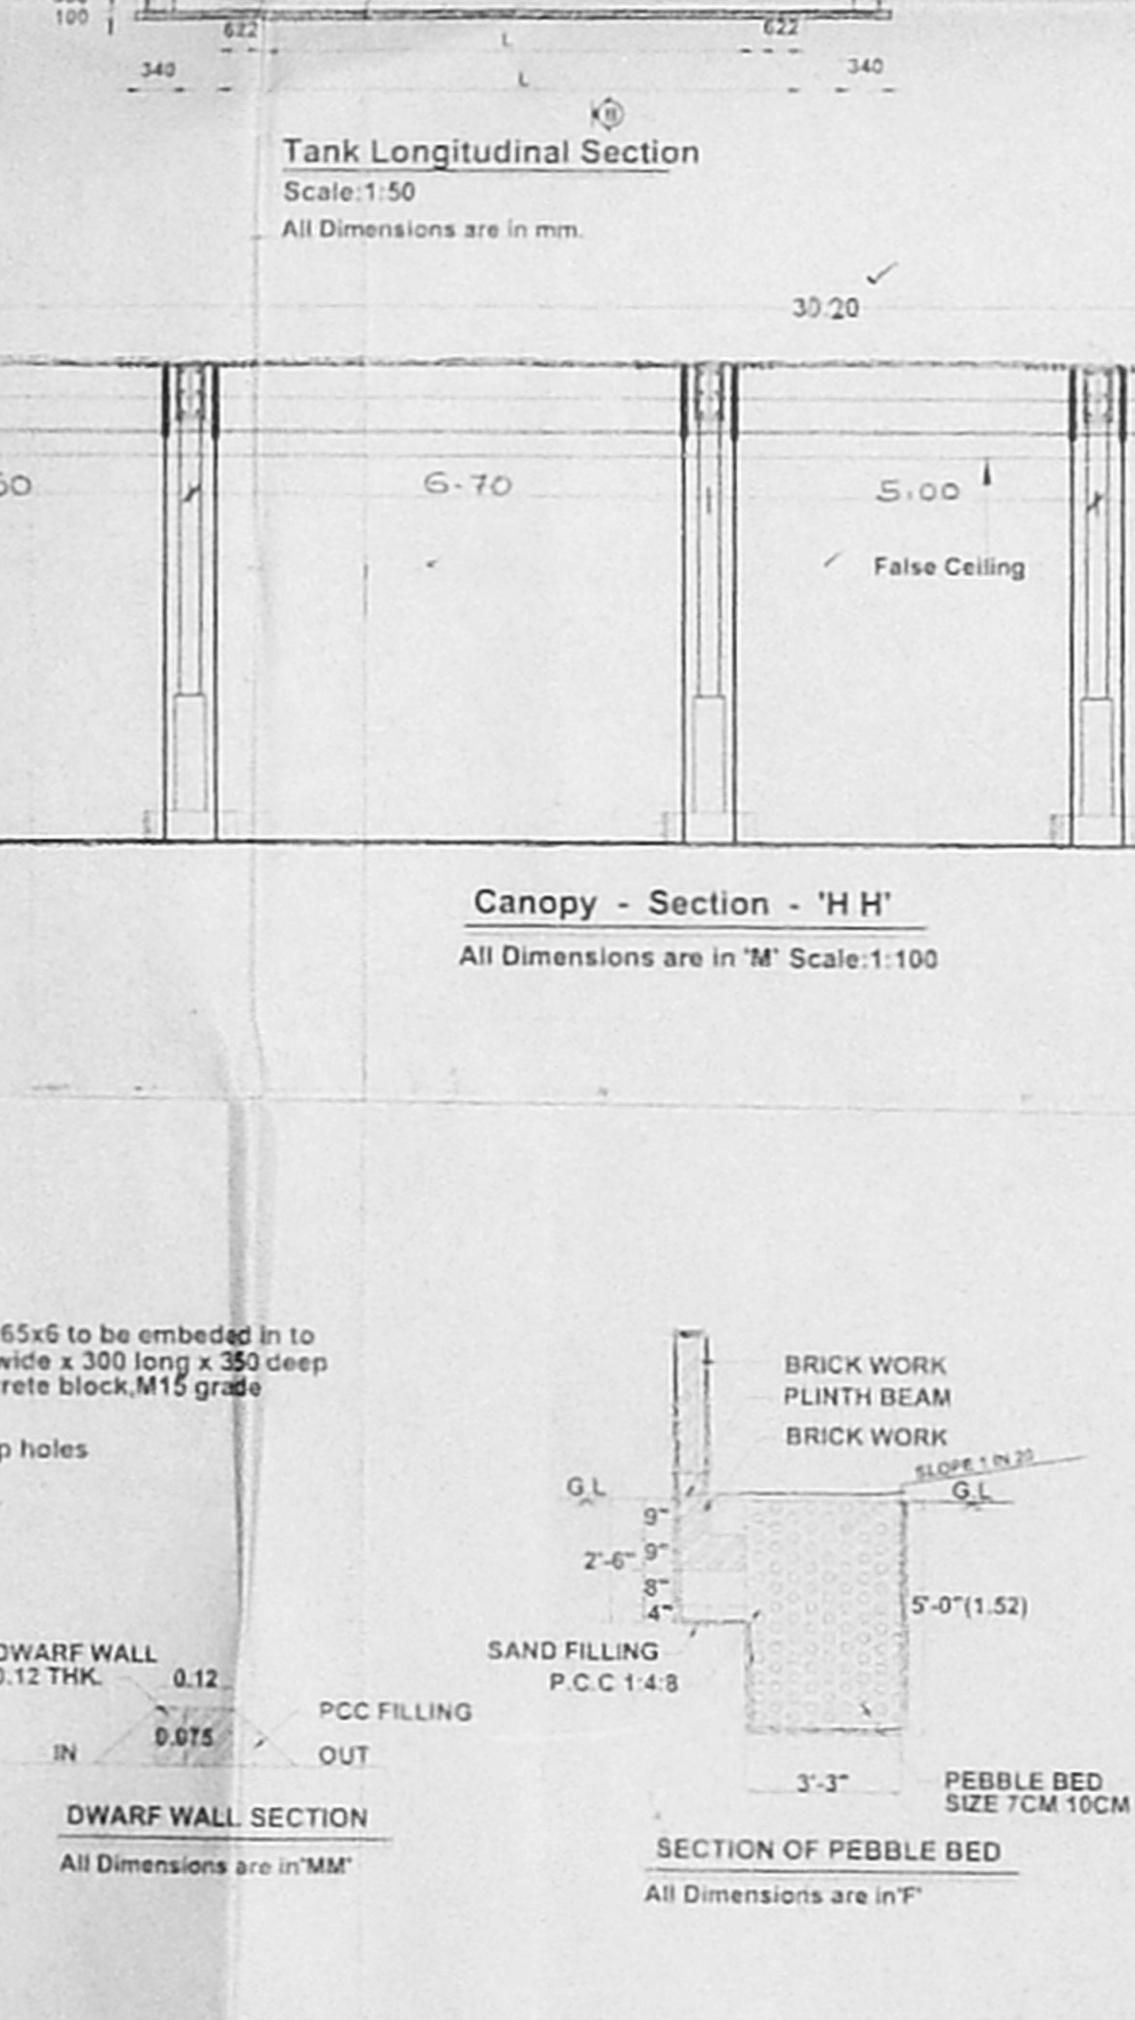 100
622
L
622
340
L
340
B
Tank Longitudinal Section
Scale:1:50
All Dimensions are in mm.
30.20
60
6-70
5.00
False Ceiling
Canopy - Section - 'H H'
All Dimensions are in 'M' Scale:1:100
65x6 to be embeded in to
wide x 300 long x 350 deep
rete block,M15 grade
p holes
BRICK WORK
PLINTH BEAM
BRICK WORK
SLOPE 1 IN 20
G.L
G.L
9"
2'-6"
9"
8"
4"
5'-0"(1.52)
SAND FILLING
P.C.C 1:4:8
3'-3"
PEBBLE BED
SIZE 7CM 10CM
SECTION OF PEBBLE BED
All Dimensions are in'F'
DWARF WALL
0.12 THK.
0.12
PCC FILLING
0.075
IN
OUT
DWARF WALL SECTION
All Dimensions are in"MM"